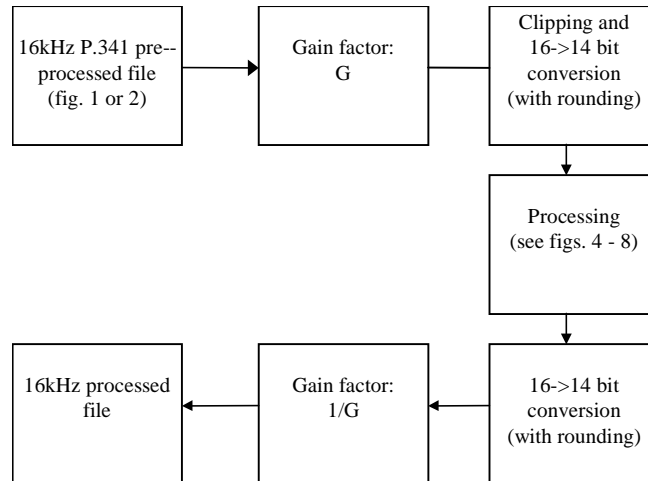 16kHz P.341 pre--
processed file
(fig. 1 or 2)
Gain factor:
G
Clipping and
16->14 bit
conversion
(with rounding)
Processing
(see figs. 4 - 8)
16->14 bit
conversion
(with rounding)
Gain factor:
1/G
16kHz processed
file